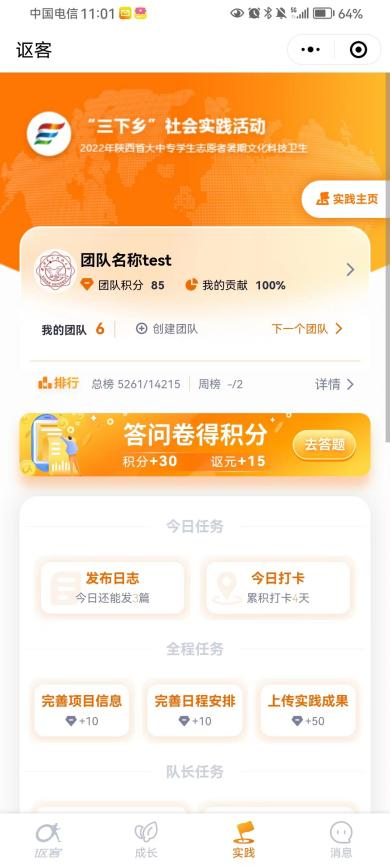 中国电信 11:01
5G
64%
讴客
“三下乡”社会实践活动
2022年陕西省大中专学生志愿者暑期文化科技卫生
实践主页
团队名称test
团队积分 85 我的贡献 100%
我的团队 6 创建团队 下一个团队
排行 总榜 5261/14215 周榜 -/2 详情
答问卷得积分
积分+30 讴元+15
去答题
今日任务
发布日志 今日打卡
今日还能发3篇 累积打卡4天
全程任务
完善项目信息 完善日程安排 上传实践成果
+10 +10 +50
队长任务
讴客 成长 实践 消息